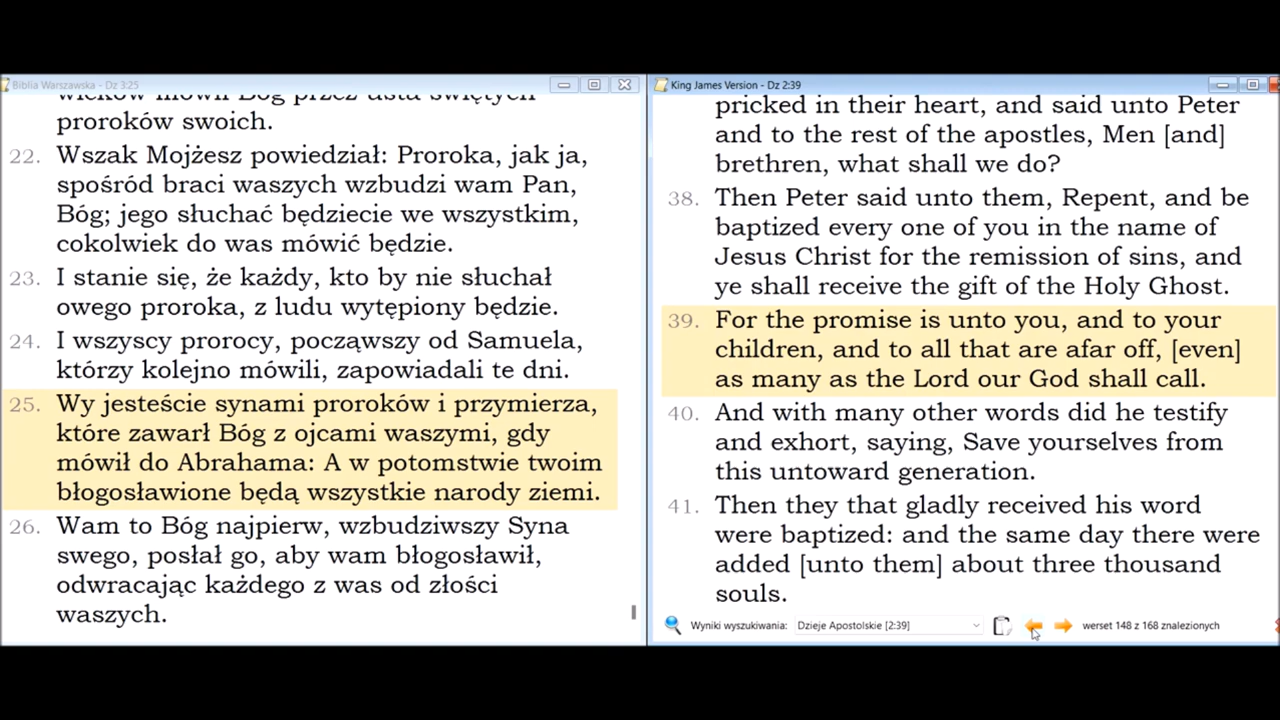 Biblia Warszawska - Dz 3:25
wieków mówił Bóg przez usta świętych
proroków swoich.
22. Wszak Mojżesz powiedział: Proroka, jak ja,
spośród braci waszych wzbudzi wam Pan,
Bóg; jego słuchać będziecie we wszystkim,
cokolwiek do was mówić będzie.
23. I stanie się, że każdy, kto by nie słuchał
owego proroka, z ludu wytępiony będzie.
24. I wszyscy prorocy, począwszy od Samuela,
którzy kolejno mówili, zapowiadali te dni.
25. Wy jesteście synami proroków i przymierza,
które zawarł Bóg z ojcami waszymi, gdy
mówił do Abrahama: A w potomstwie twoim
błogosławione będą wszystkie narody ziemi.
26. Wam to Bóg najpierw, wzbudziwszy Syna
swego, posłał go, aby wam błogosławił,
odwracając każdego z was od złości
waszych.
King James Version - Dz 2:39
pricked in their heart, and said unto Peter
and to the rest of the apostles, Men [and]
brethren, what shall we do?
38. Then Peter said unto them, Repent, and be
baptized every one of you in the name of
Jesus Christ for the remission of sins, and
ye shall receive the gift of the Holy Ghost.
39. For the promise is unto you, and to your
children, and to all that are afar off, [even]
as many as the Lord our God shall call.
40. And with many other words did he testify
and exhort, saying, Save yourselves from
this untoward generation.
41. Then they that gladly received his word
were baptized: and the same day there were
added [unto them] about three thousand
souls.
Wyniki wyszukiwania: Dzieje Apostolskie [2:39] werset 148 z 168 znalezionych